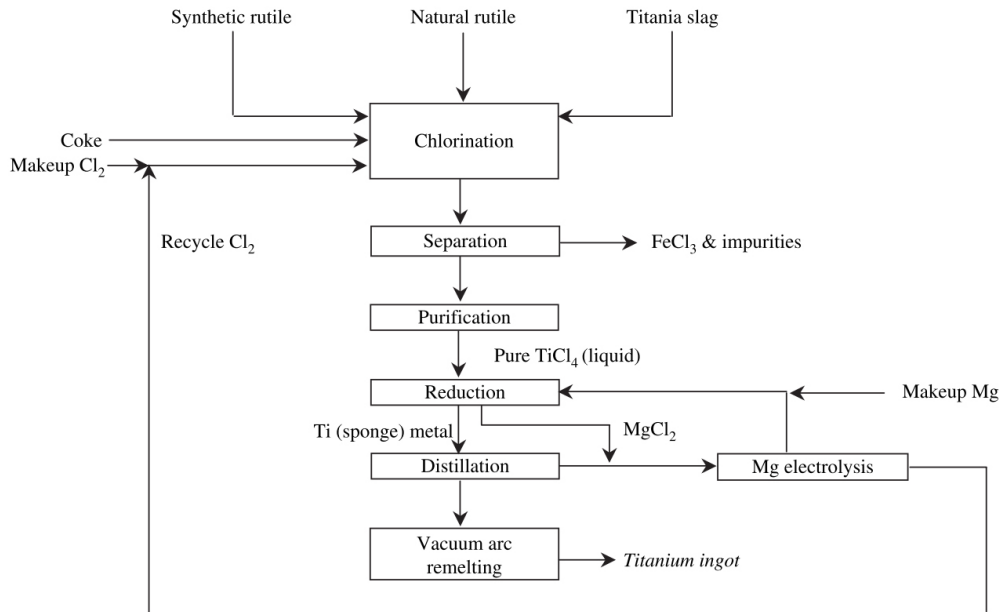 Synthetic rutile
Natural rutile
Titania slag
Coke
Chlorination
Makeup Cl₂
Recycle Cl₂
Separation
FeCl₃ & impurities
Purification
Pure TiCl₄ (liquid)
Reduction
Makeup Mg
Ti (sponge) metal
MgCl₂
Distillation
Mg electrolysis
Vacuum arc
remelting
Titanium ingot